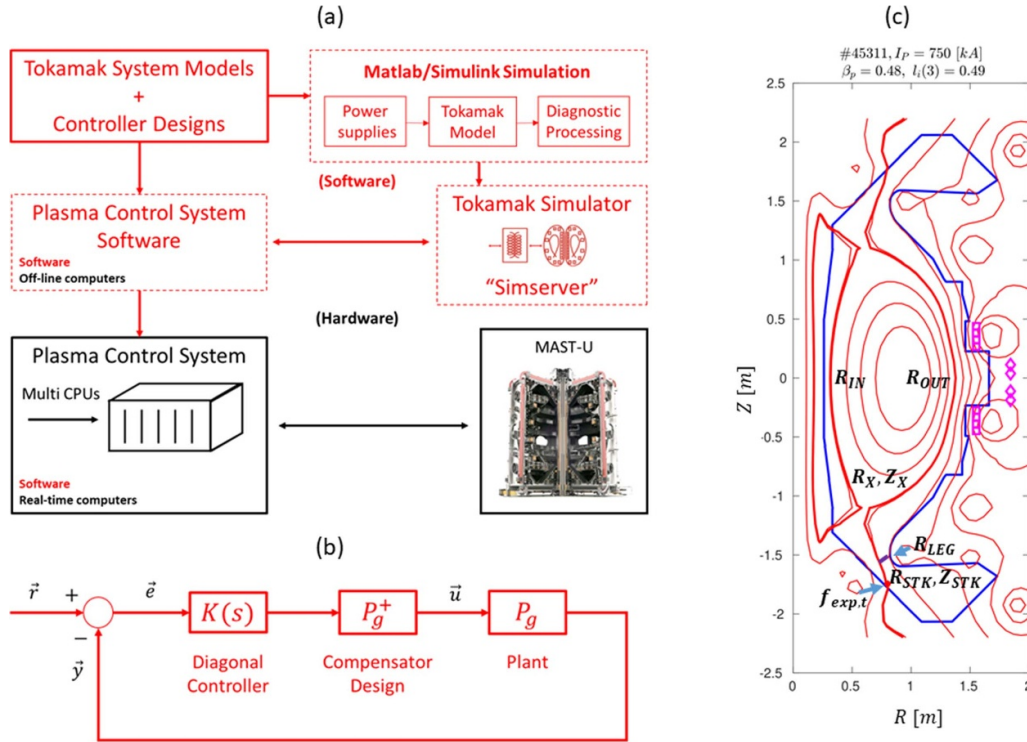 (a)
Tokamak System Models
+
Controller Designs
Matlab/Simulink Simulation
Power
supplies
Tokamak
Model
Diagnostic
Processing
(Software)
Plasma Control System
Software
Software
Off-line computers
Tokamak Simulator
“Simserver”
(Hardware)
Plasma Control System
Multi CPUs
Software
Real-time computers
MAST-U
(b)
r⃗
+
−
e⃗
K(s)
P_g^+
u⃗
P_g
y⃗
Diagonal
Controller
Compensator
Design
Plant
(c)
#45311, I_P = 750 [kA]
β_p = 0.48, l_i(3) = 0.49
2.5
2
1.5
1
0.5
0
-0.5
-1
-1.5
-2
-2.5
Z [m]
R_IN
R_OUT
R_X, Z_X
R_LEG
R_STK, Z_STK
f_exp,t
0
0.5
1
1.5
2
R [m]